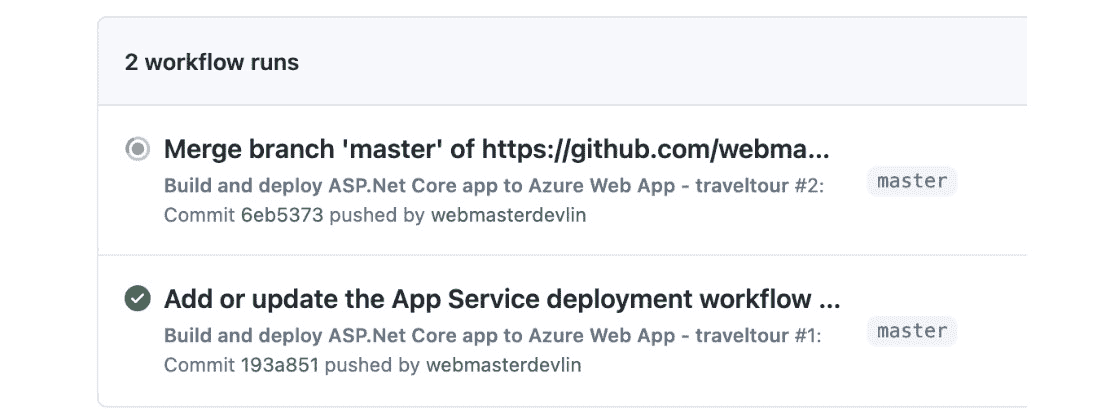 2 workflow runs
Merge branch 'master' of https://github.com/webma...
Build and deploy ASP.Net Core app to Azure Web App - traveltour #2:
Commit 6eb5373 pushed by webmasterdevlin
master
Add or update the App Service deployment workflow ...
Build and deploy ASP.Net Core app to Azure Web App - traveltour #1:
Commit 193a851 pushed by webmasterdevlin
master